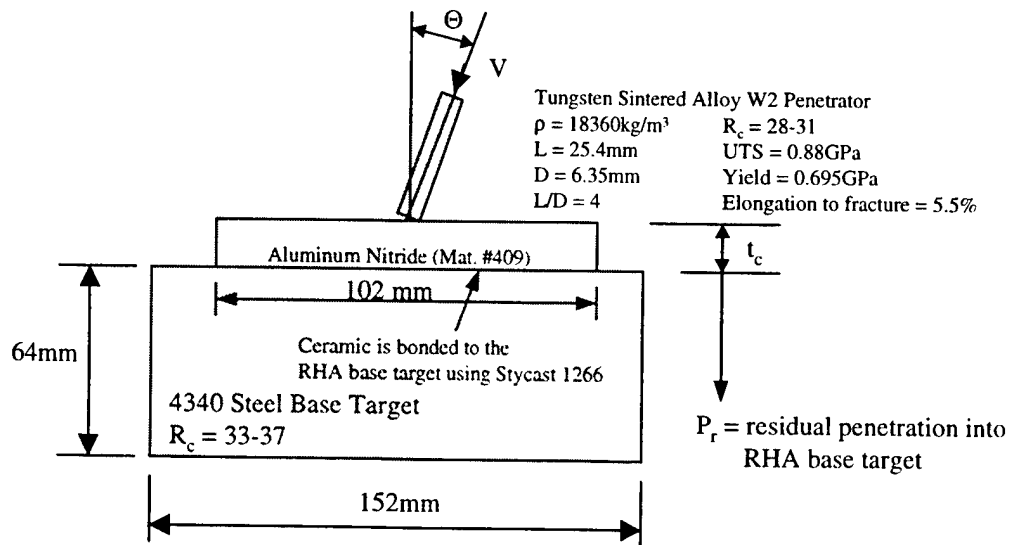 Θ
V
Tungsten Sintered Alloy W2 Penetrator
ρ = 18360kg/m³ R_c = 28-31
L = 25.4mm UTS = 0.88GPa
D = 6.35mm Yield = 0.695GPa
L/D = 4 Elongation to fracture = 5.5%
Aluminum Nitride (Mat. #409)
t_c
102 mm
64mm
Ceramic is bonded to the
RHA base target using Stycast 1266
4340 Steel Base Target
R_c = 33-37
P_r = residual penetration into
RHA base target
152mm